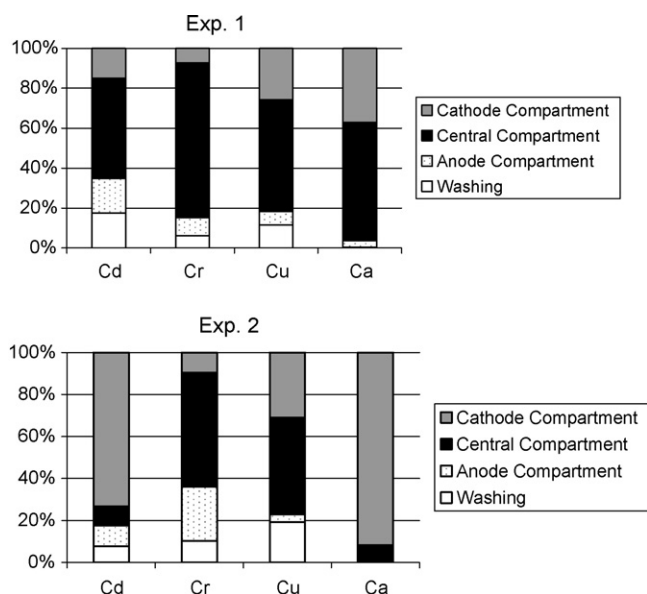 Exp. 1
100%
80%
60%
40%
20%
0%
Cd Cr Cu Ca
Cathode Compartment
Central Compartment
Anode Compartment
Washing
Exp. 2
100%
80%
60%
40%
20%
0%
Cd Cr Cu Ca
Cathode Compartment
Central Compartment
Anode Compartment
Washing